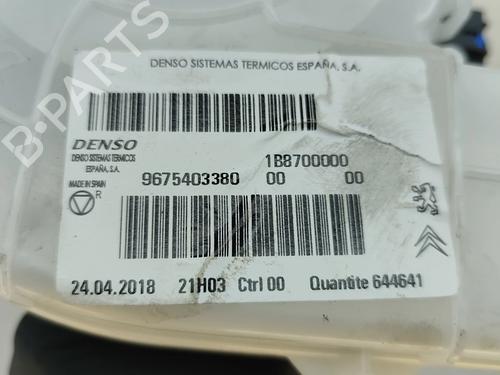 DENSO SISTEMAS TERMICOS ESPAÑA, S.A.
DENSO
DENSO SISTEMAS TERMICOS
ESPAÑA, S.A.
MADE IN SPAIN
R
1B8700000
9675403380 00 00
24.04.2018 21H03 Ctrl 00 Quantite 644641
B-PARTS